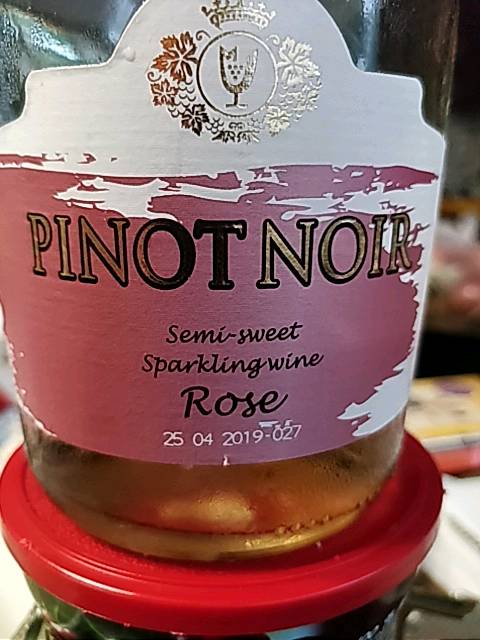 PINOT NOIR
Semi-sweet
Sparkling wine
Rose
25 04 2019-027